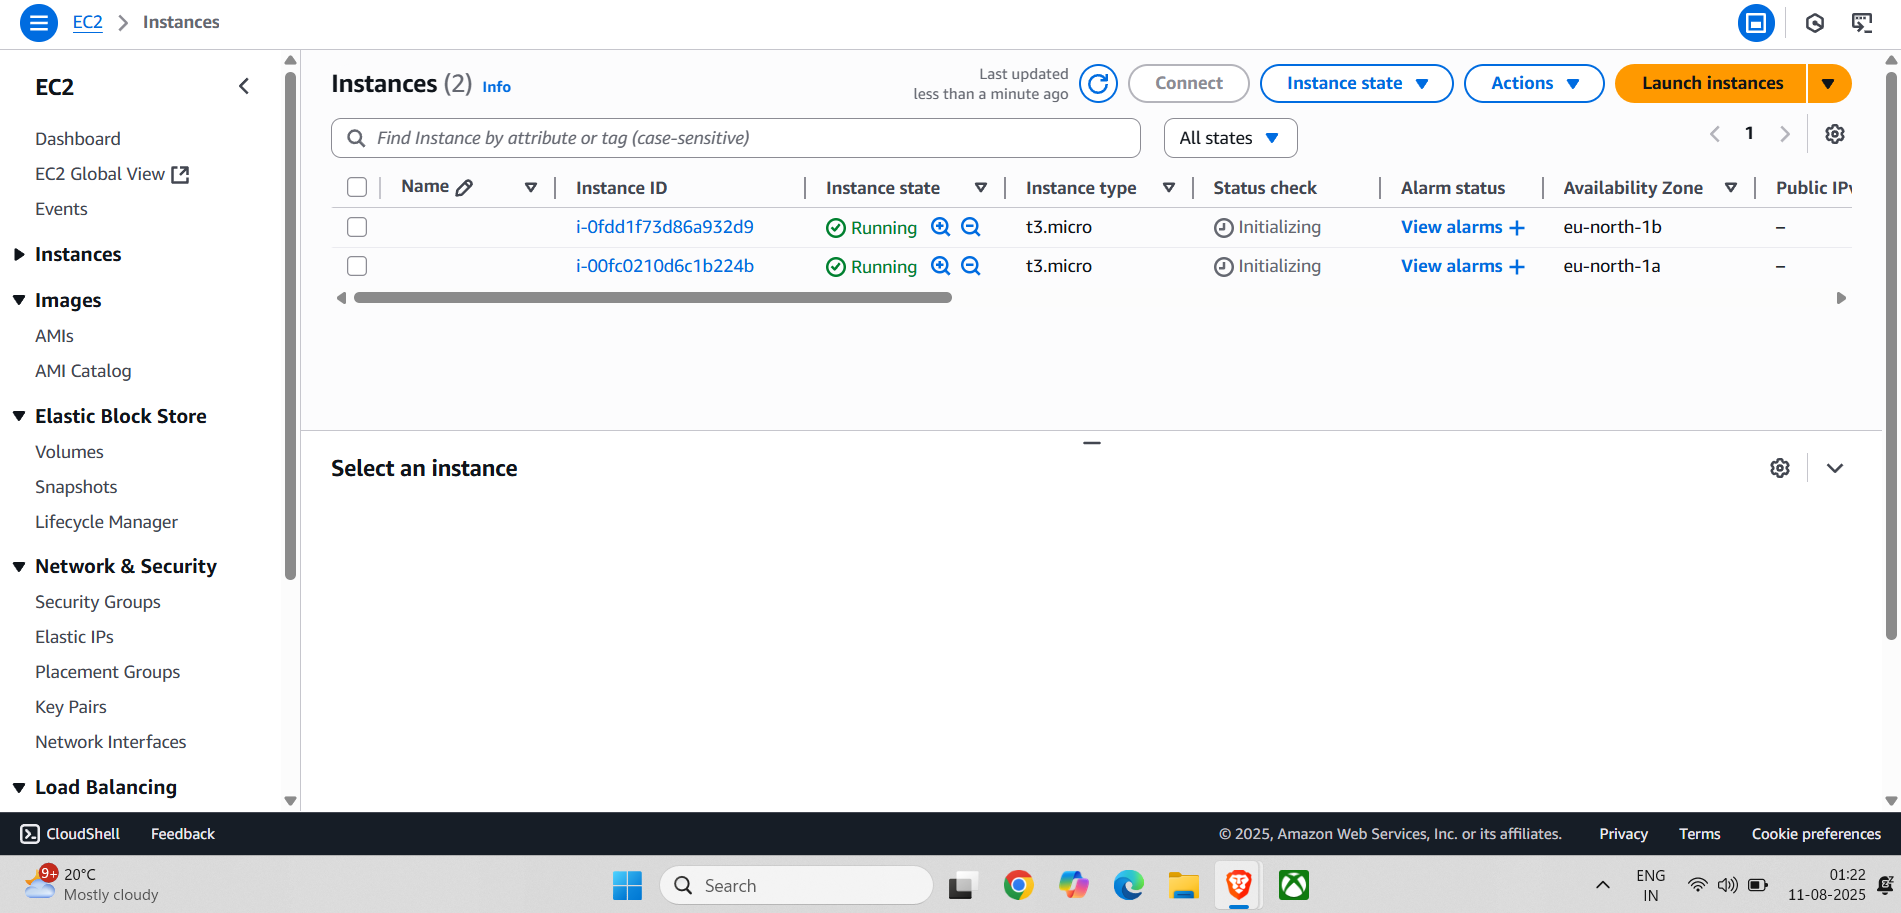 EC2 > Instances
EC2
Dashboard
EC2 Global View
Events
Instances
Images
AMIs
AMI Catalog
Elastic Block Store
Volumes
Snapshots
Lifecycle Manager
Network & Security
Security Groups
Elastic IPs
Placement Groups
Key Pairs
Network Interfaces
Load Balancing
Instances (2) Info
Last updated
less than a minute ago
Connect
Instance state
Actions
Launch instances
Find Instance by attribute or tag (case-sensitive)
All states
1
Name Instance ID Instance state Instance type Status check Alarm status Availability Zone Public IPv
i-0fdd1f73d86a932d9 Running t3.micro Initializing View alarms + eu-north-1b –
i-00fc0210d6c1b224b Running t3.micro Initializing View alarms + eu-north-1a –
Select an instance
CloudShell Feedback © 2025, Amazon Web Services, Inc. or its affiliates. Privacy Terms Cookie preferences
9+
20°C
Mostly cloudy
Search
ENG
IN
01:22
11-08-2025